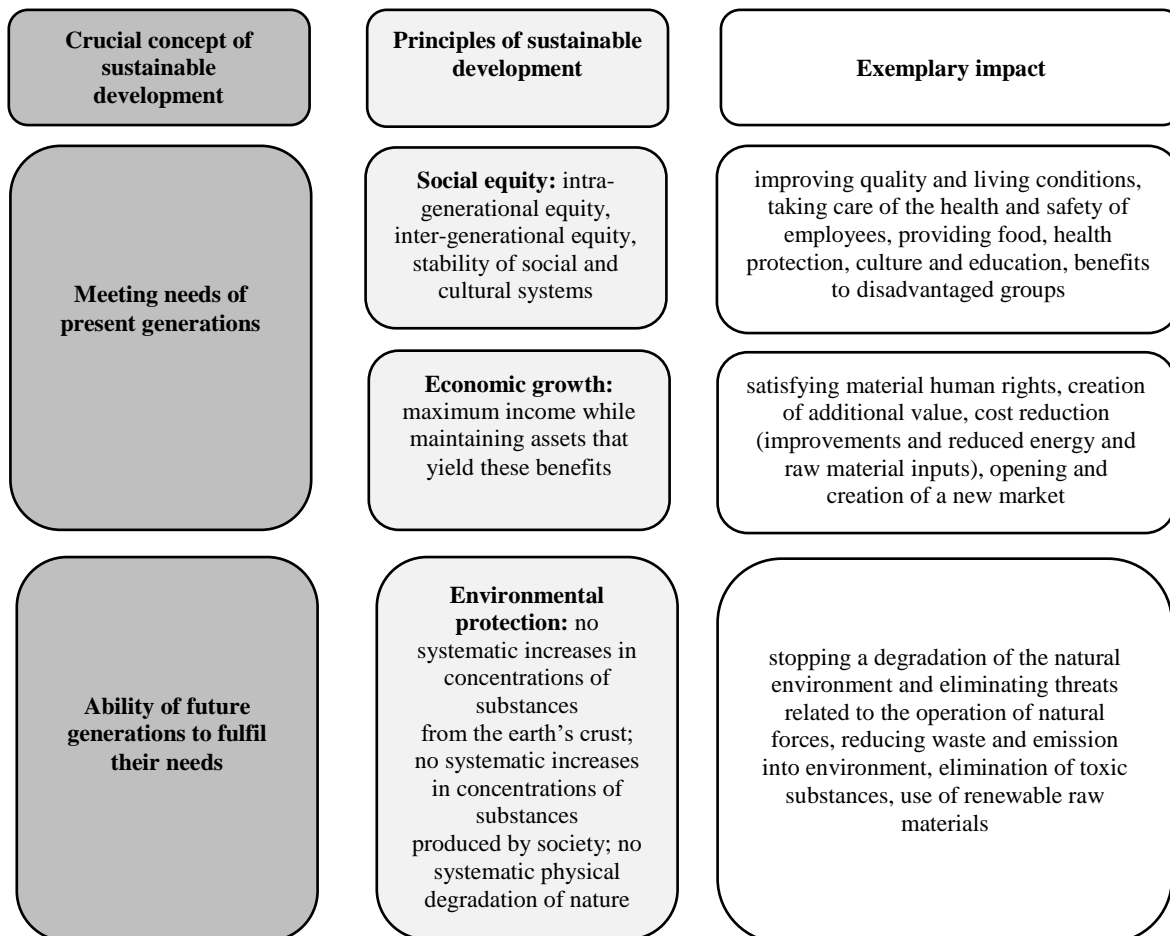 Crucial concept of
sustainable
development
Principles of sustainable
development
Exemplary impact
Meeting needs of
present generations
Social equity: intra-
generational equity,
inter-generational equity,
stability of social and
cultural systems
improving quality and living conditions,
taking care of the health and safety of
employees, providing food, health
protection, culture and education, benefits
to disadvantaged groups
Economic growth:
maximum income while
maintaining assets that
yield these benefits
satisfying material human rights, creation
of additional value, cost reduction
(improvements and reduced energy and
raw material inputs), opening and
creation of a new market
Ability of future
generations to fulfil
their needs
Environmental
protection: no
systematic increases in
concentrations of
substances
from the earth’s crust;
no systematic increases
in concentrations of
substances
produced by society; no
systematic physical
degradation of nature
stopping a degradation of the natural
environment and eliminating threats
related to the operation of natural
forces, reducing waste and emission
into environment, elimination of toxic
substances, use of renewable raw
materials